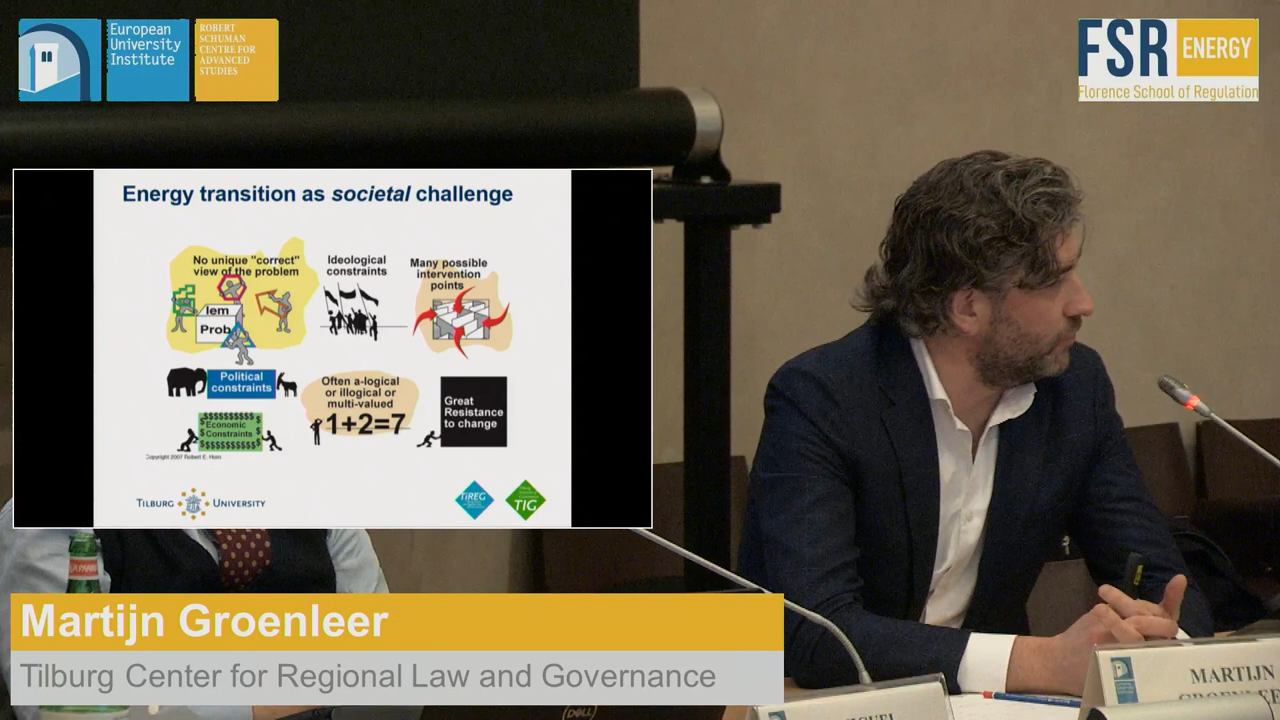 European
University
Institute
ROBERT
SCHUMAN
CENTRE FOR
ADVANCED
STUDIES
FSR ENERGY
Florence School of Regulation
Energy transition as societal challenge
No unique "correct"
view of the problem
lem
Prob
Ideological
constraints
Many possible
intervention
points
Political
constraints
$$$$$$$$$$
Economic
Constraints
$$$$$$$$$$
Often a-logical
or illogical or
multi-valued
1+2=7
Great
Resistance
to change
Copyright 2007 Robert E. Horn
TILBURG UNIVERSITY
TiREG
TIG
Martijn Groenleer
Tilburg Center for Regional Law and Governance
DELL
MARTIJN